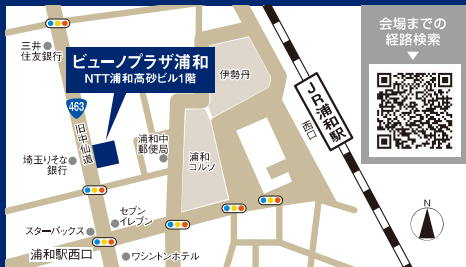 会場までの
経路検索
三井
住友銀行
ビューノプラザ浦和
NTT浦和高砂ビル1階
伊勢丹
JR浦和駅
西口
463
旧中仙道
浦和中
郵便局
浦和
コルソ
埼玉りそな
銀行
セブン
イレブン
スターバックス
浦和駅西口
ワシントンホテル
N